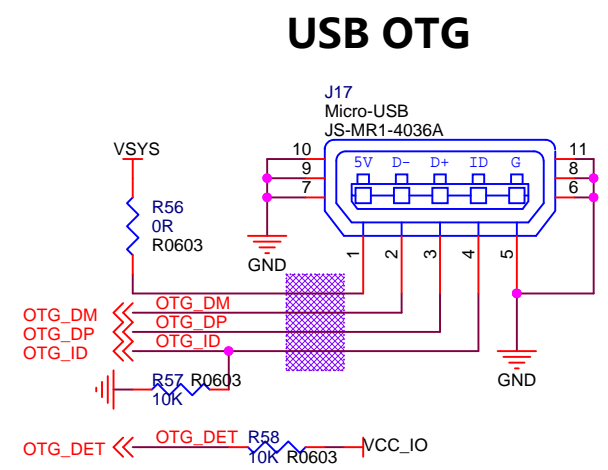 USB OTG
J17
Micro-USB
JS-MR1-4036A
VSYS
10
9
7
5V D- D+ ID G
11
8
6
R56
0R
R0603
GND
1 2 3 4 5
OTG_DM OTG_DM
OTG_DP OTG_DP
OTG_ID OTG_ID
GND
R57 R0603
10K
OTG_DET OTG_DET R58 VCC_IO
10K R0603